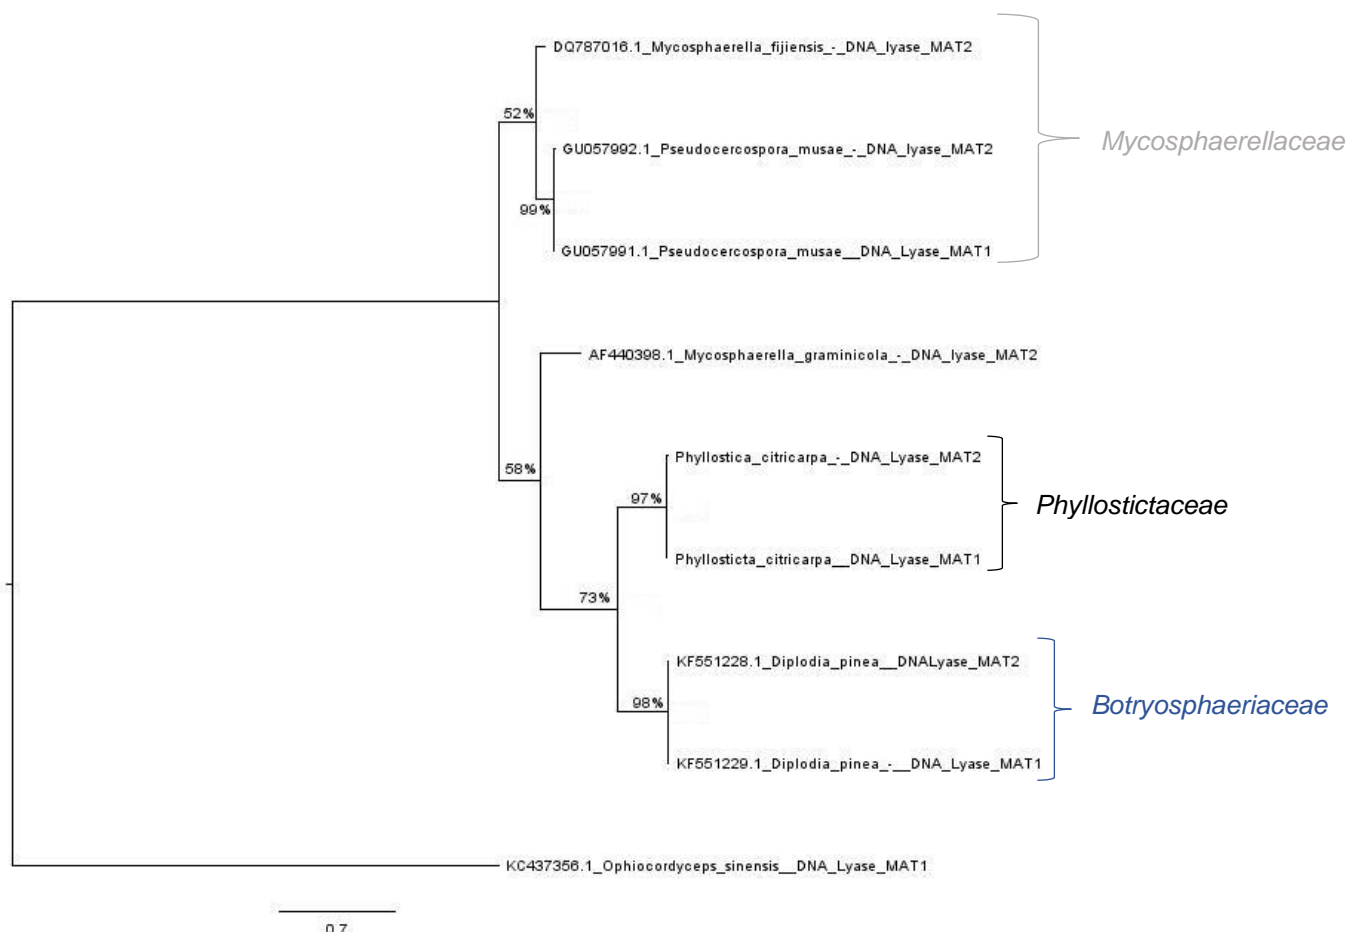 DQ787016.1_Mycosphaerella_fijiensis_-_DNA_lyase_MAT2
52%
Mycosphaerellaceae
GU057992.1_Pseudocercospora_musae_-_DNA_lyase_MAT2
99%
GU057991.1_Pseudocercospora_musae__DNA_Lyase_MAT1
AF440398.1_Mycosphaerella_graminicola_-_DNA_lyase_MAT2
58%
Phyllostica_citricarpa_-_DNA_Lyase_MAT2
97%
Phyllostictaceae
Phyllosticta_citricarpa__DNA_Lyase_MAT1
73%
KF551228.1_Diplodia_pinea__DNALyase_MAT2
98%
Botryosphaeriaceae
KF551229.1_Diplodia_pinea_-__DNA_Lyase_MAT1
KC437356.1_Ophiocordyceps_sinensis__DNA_Lyase_MAT1
0.7